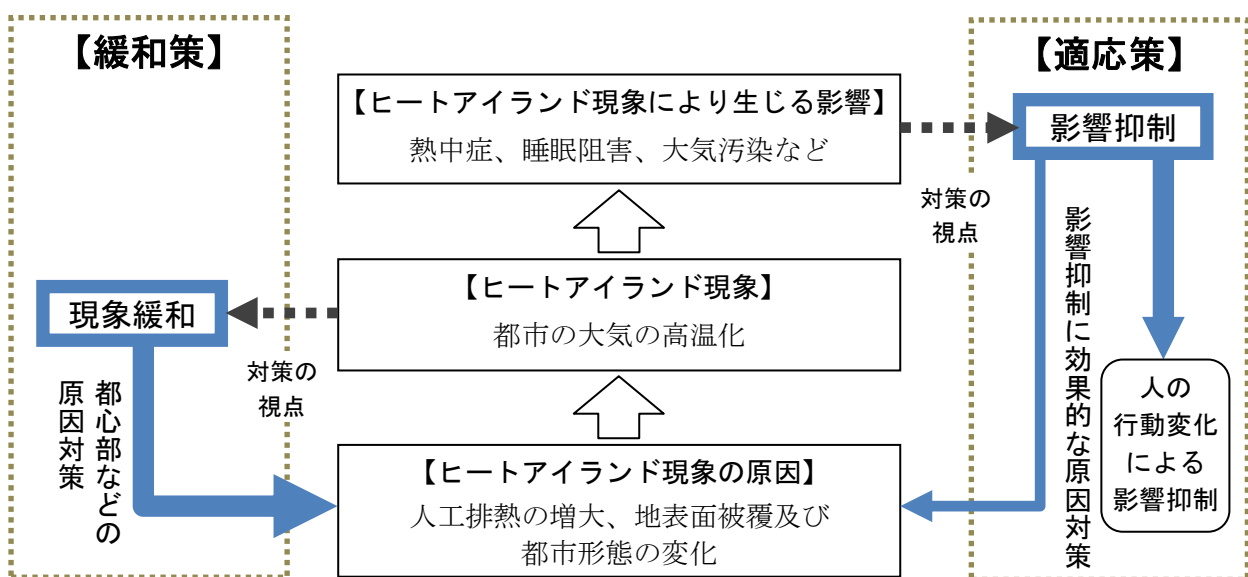 【緩和策】
現象緩和
都心部などの
原因対策
対策の
視点
【ヒートアイランド現象により生じる影響】
熱中症、睡眠阻害、大気汚染など
【ヒートアイランド現象】
都市の大気の高温化
【ヒートアイランド現象の原因】
人工排熱の増大、地表面被覆及び
都市形態の変化
対策の
視点
【適応策】
影響抑制
影響抑制に効果的な原因対策
人の
行動変化
による
影響抑制